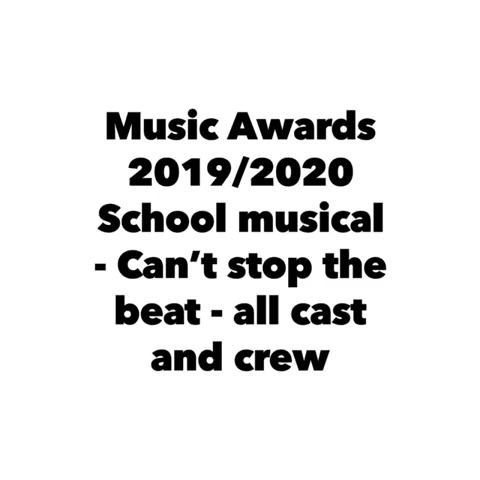 Music Awards
2019/2020
School musical
- Can’t stop the
beat - all cast
and crew